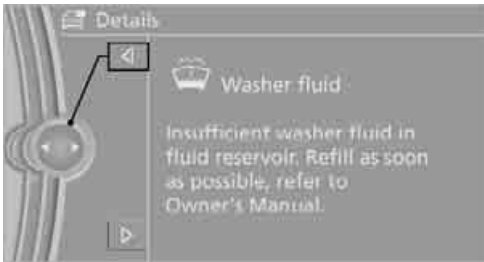 Details
Washer fluid
Insufficient washer fluid in
fluid reservoir. Refill as soon
as possible, refer to
Owner's Manual.